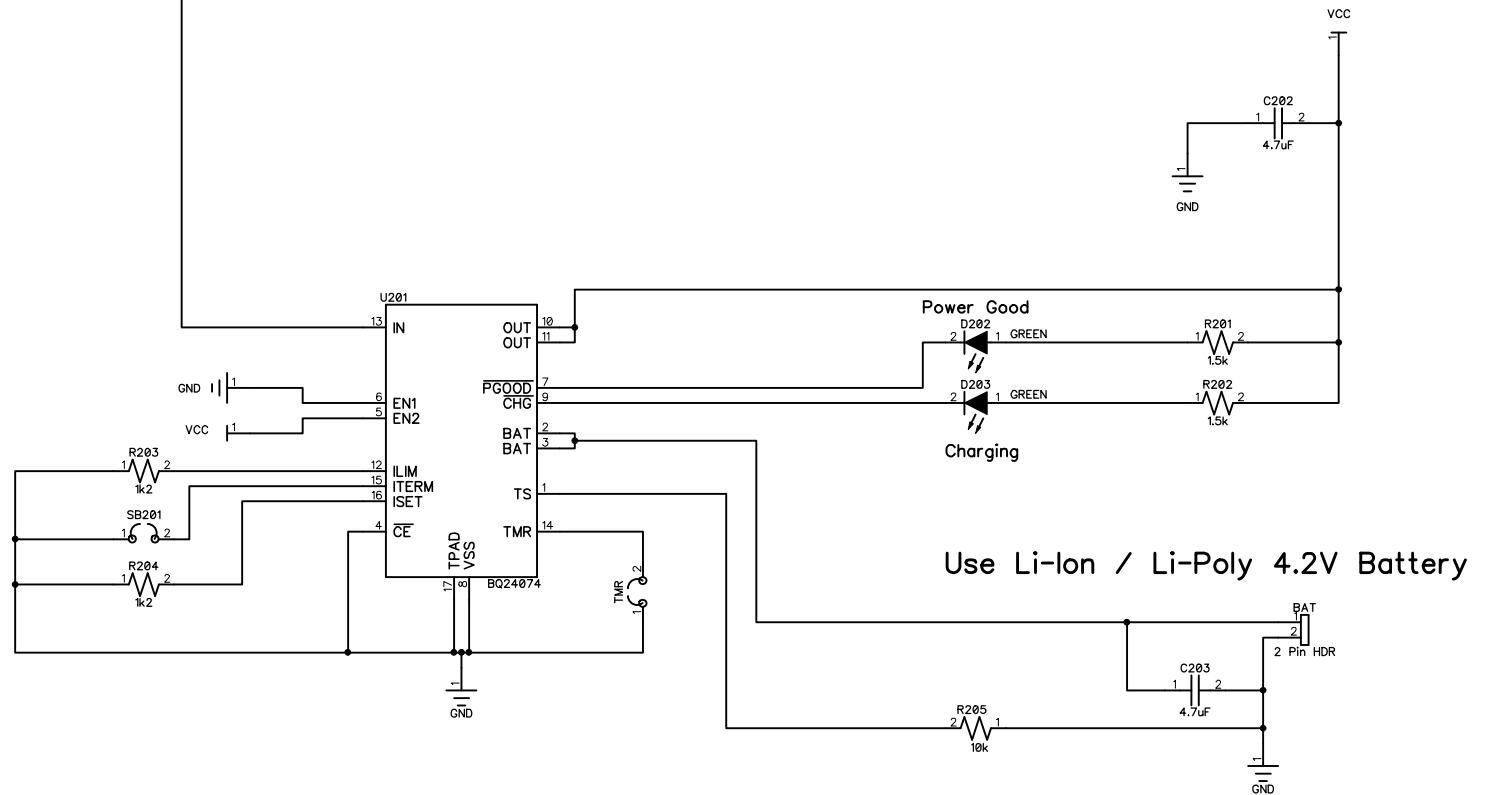 VCC
1
C202
1 2
4.7uF
1
GND
U201
13 IN
OUT 10
OUT 11
Power Good
D202
2 1 GREEN
R201
1 2
1.5k
GND 1
PGOOD 7
6 EN1
CHG 9
D203
2 1 GREEN
R202
1 2
1.5k
5 EN2
VCC 1
BAT 2
BAT 3
Charging
R203
1 2
1k2
12 ILIM
15 ITERM
16 ISET
TS 1
SB201
1 2
4 CE
TMR 14
TPAD
VSS
R204
1 2
1k2
17
8
BQ24074
2
TMR
1
Use Li-Ion / Li-Poly 4.2V Battery
BAT
1
2
2 Pin HDR
1
GND
C203
1 2
4.7uF
R205
2 1
10k
1
GND